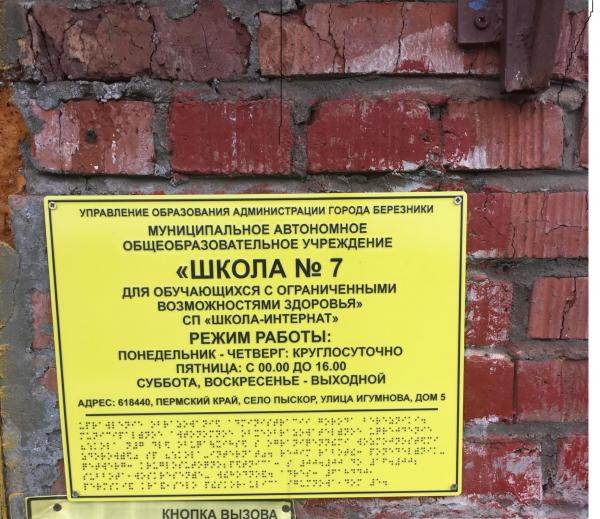 УПРАВЛЕНИЕ ОБРАЗОВАНИЯ АДМИНИСТРАЦИИ ГОРОДА БЕРЕЗНИКИ
МУНИЦИПАЛЬНОЕ АВТОНОМНОЕ
ОБЩЕОБРАЗОВАТЕЛЬНОЕ УЧРЕЖДЕНИЕ
«ШКОЛА № 7
ДЛЯ ОБУЧАЮЩИХСЯ С ОГРАНИЧЕННЫМИ
ВОЗМОЖНОСТЯМИ ЗДОРОВЬЯ»
СП «ШКОЛА-ИНТЕРНАТ»
РЕЖИМ РАБОТЫ:
ПОНЕДЕЛЬНИК - ЧЕТВЕРГ: КРУГЛОСУТОЧНО
ПЯТНИЦА: С 00.00 ДО 16.00
СУББОТА, ВОСКРЕСЕНЬЕ - ВЫХОДНОЙ
АДРЕС: 618440, ПЕРМСКИЙ КРАЙ, СЕЛО ПЫСКОР, УЛИЦА ИГУМНОВА, ДОМ 5
КНОПКА ВЫЗОВА